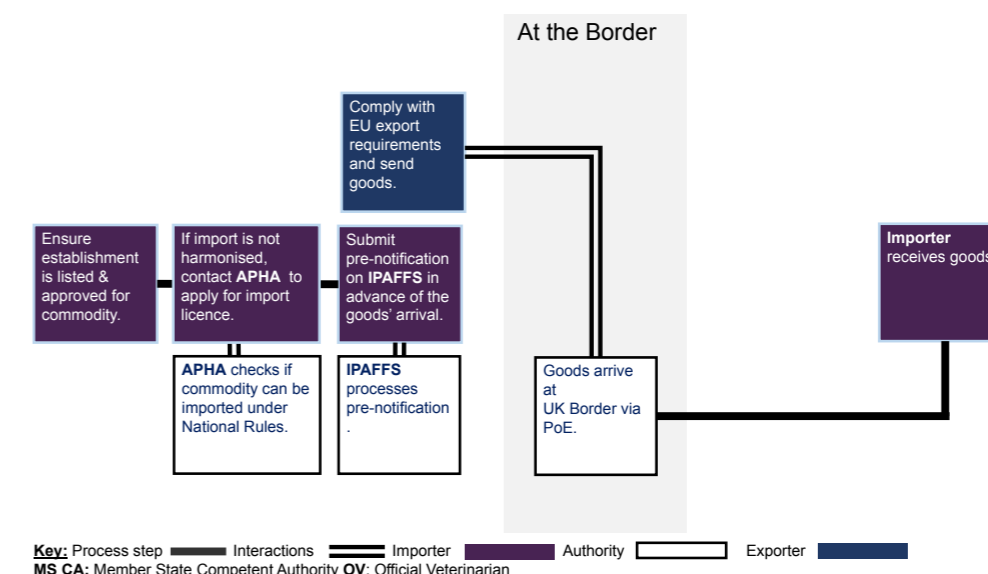 At the Border
Comply with
EU export
requirements
and send
goods.
Ensure
establishment
is listed &
approved for
commodity.
If import is not
harmonised,
contact APHA to
apply for import
licence.
Submit
pre-notification
on IPAFFS in
advance of the
goods' arrival.
Importer
receives goods
APHA checks if
commodity can be
imported under
National Rules.
IPAFFS
processes
pre-notification
.
Goods arrive
at
UK Border via
PoE.
Key: Process step Interactions Importer Authority Exporter
MS CA: Member State Competent Authority OV: Official Veterinarian